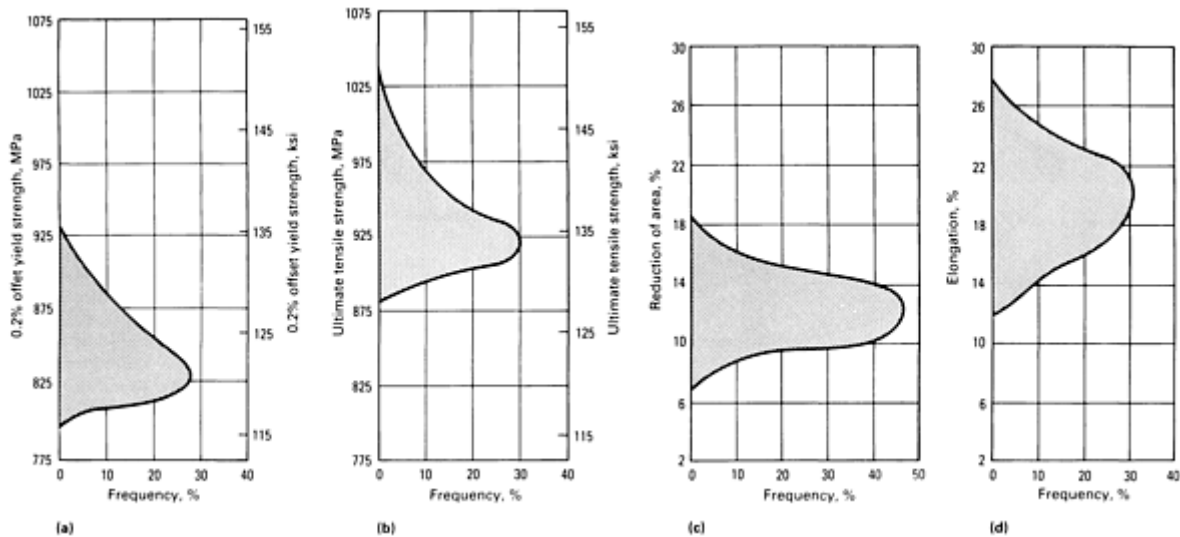 0.2% offet yield strength, MPa
1075
1025
975
925
875
825
775
0 10 20 30 40
Frequency, %
155
145
135
125
115
0.2% offset yield strength, ksi
(a)
Ultimate tensile strength, MPa
1075
1025
975
925
875
825
775
0 10 20 30 40
Frequency, %
155
145
135
125
115
Ultimate tensile strength, ksi
(b)
Reduction of area, %
30
26
22
18
14
10
6
2
0 10 20 30 40 50
Frequency, %
(c)
Elongation, %
30
26
22
18
14
10
6
2
0 10 20 30 40
Frequency, %
(d)